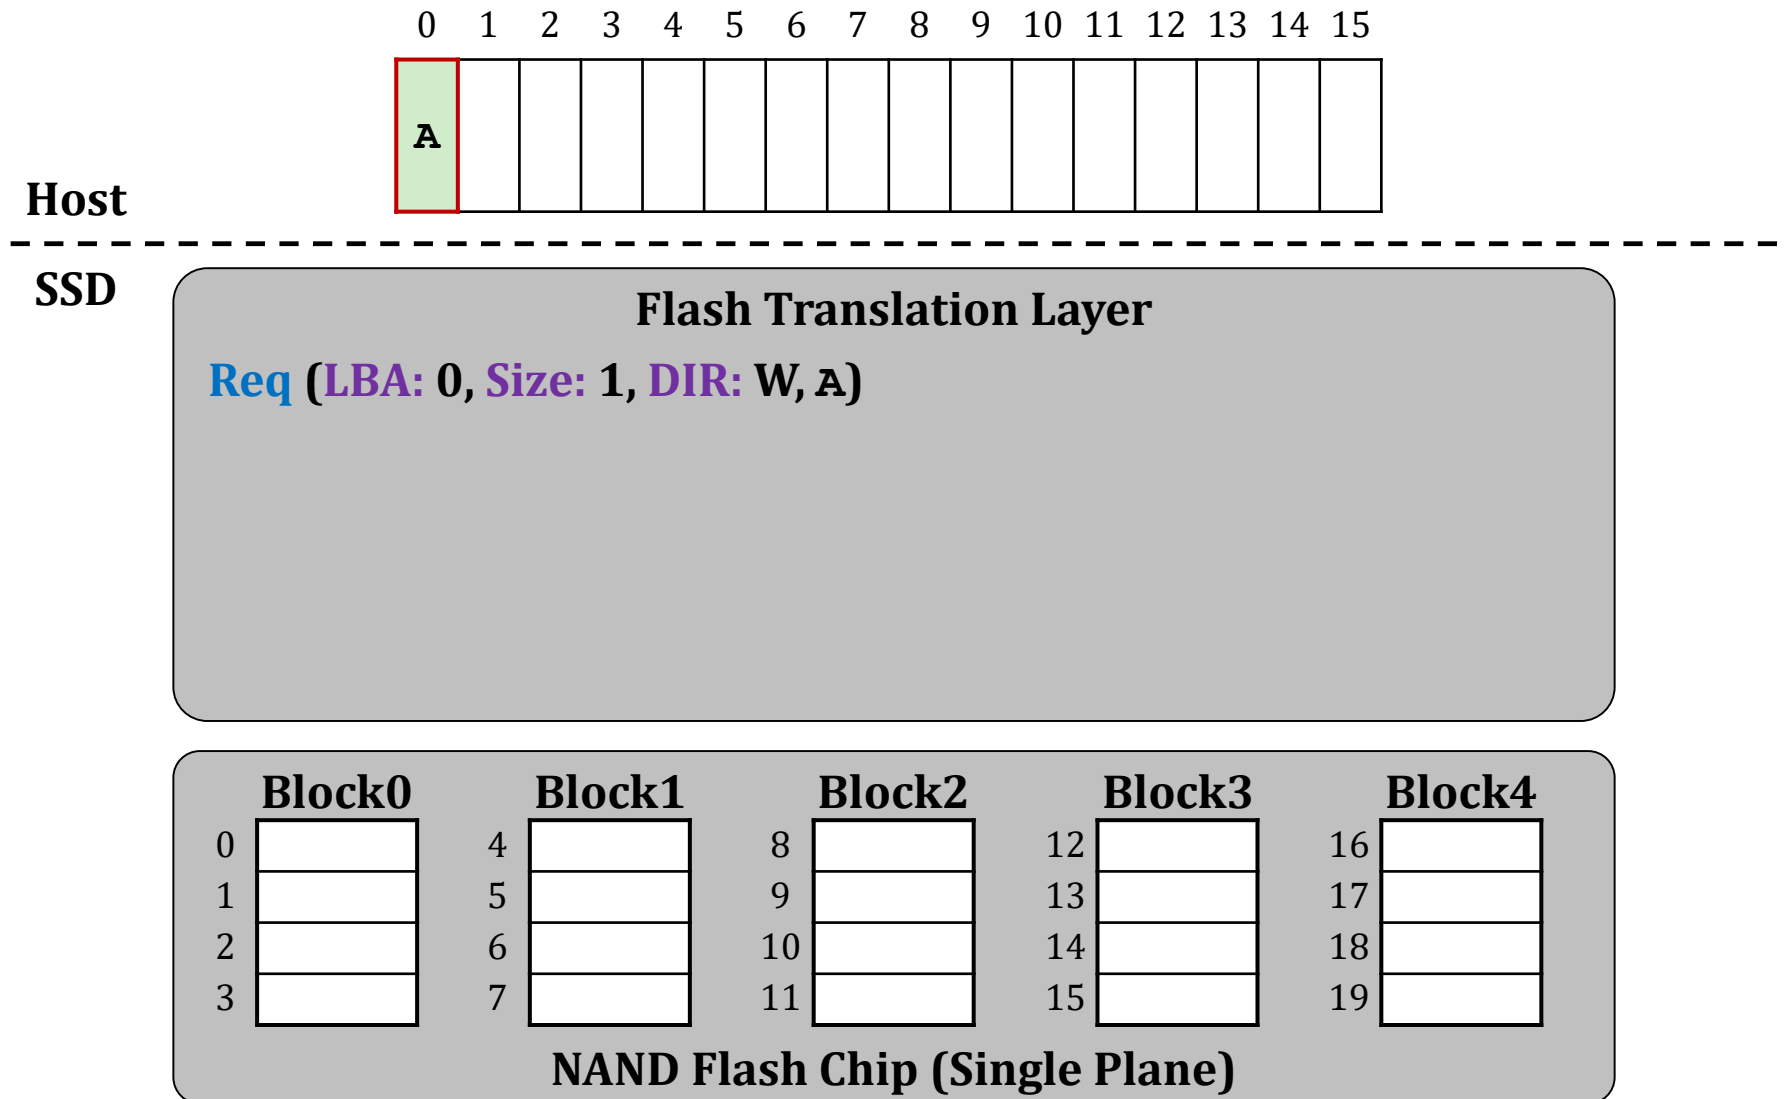 0 1 2 3 4 5 6 7 8 9 10 11 12 13 14 15
A
Host
SSD
Flash Translation Layer
Req (LBA: 0, Size: 1, DIR: W, A)
Block0 Block1 Block2 Block3 Block4
0 4 8 12 16
1 5 9 13 17
2 6 10 14 18
3 7 11 15 19
NAND Flash Chip (Single Plane)